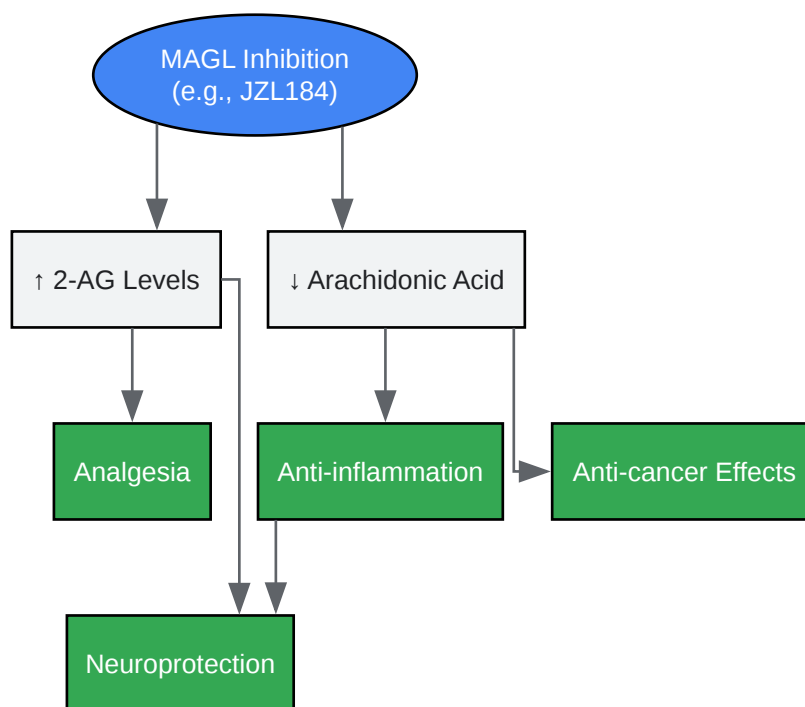 MAGL Inhibition
(e.g., JZL184)
↑ 2-AG Levels
↓ Arachidonic Acid
Analgesia
Anti-inflammation
Anti-cancer Effects
Neuroprotection